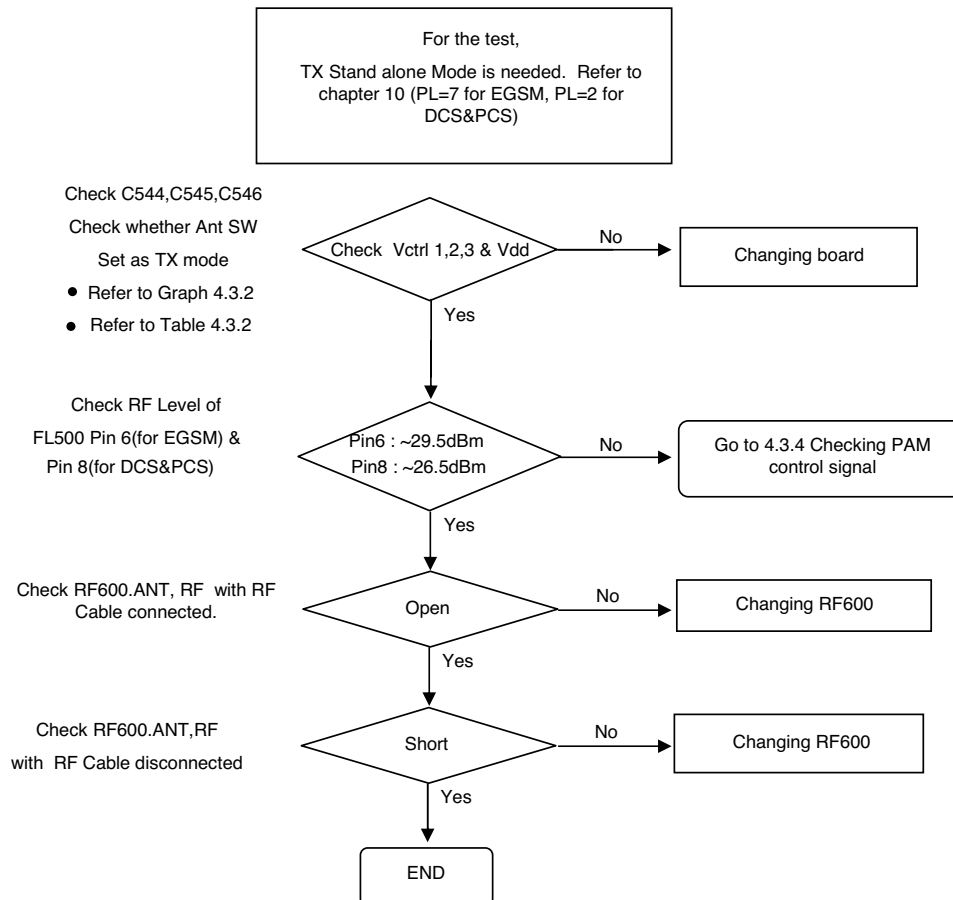 For the test,
TX Stand alone Mode is needed. Refer to
chapter 10 (PL=7 for EGSM, PL=2 for
DCS&PCS)
Check C544,C545,C546
Check whether Ant SW
Set as TX mode
● Refer to Graph 4.3.2
● Refer to Table 4.3.2
Check Vctrl 1,2,3 & Vdd
No
Changing board
Yes
Check RF Level of
FL500 Pin 6(for EGSM) &
Pin 8(for DCS&PCS)
Pin6 : ~29.5dBm
Pin8 : ~26.5dBm
No
Go to 4.3.4 Checking PAM
control signal
Yes
Check RF600.ANT, RF with RF
Cable connected.
Open
No
Changing RF600
Yes
Check RF600.ANT,RF
with RF Cable disconnected
Short
No
Changing RF600
Yes
END